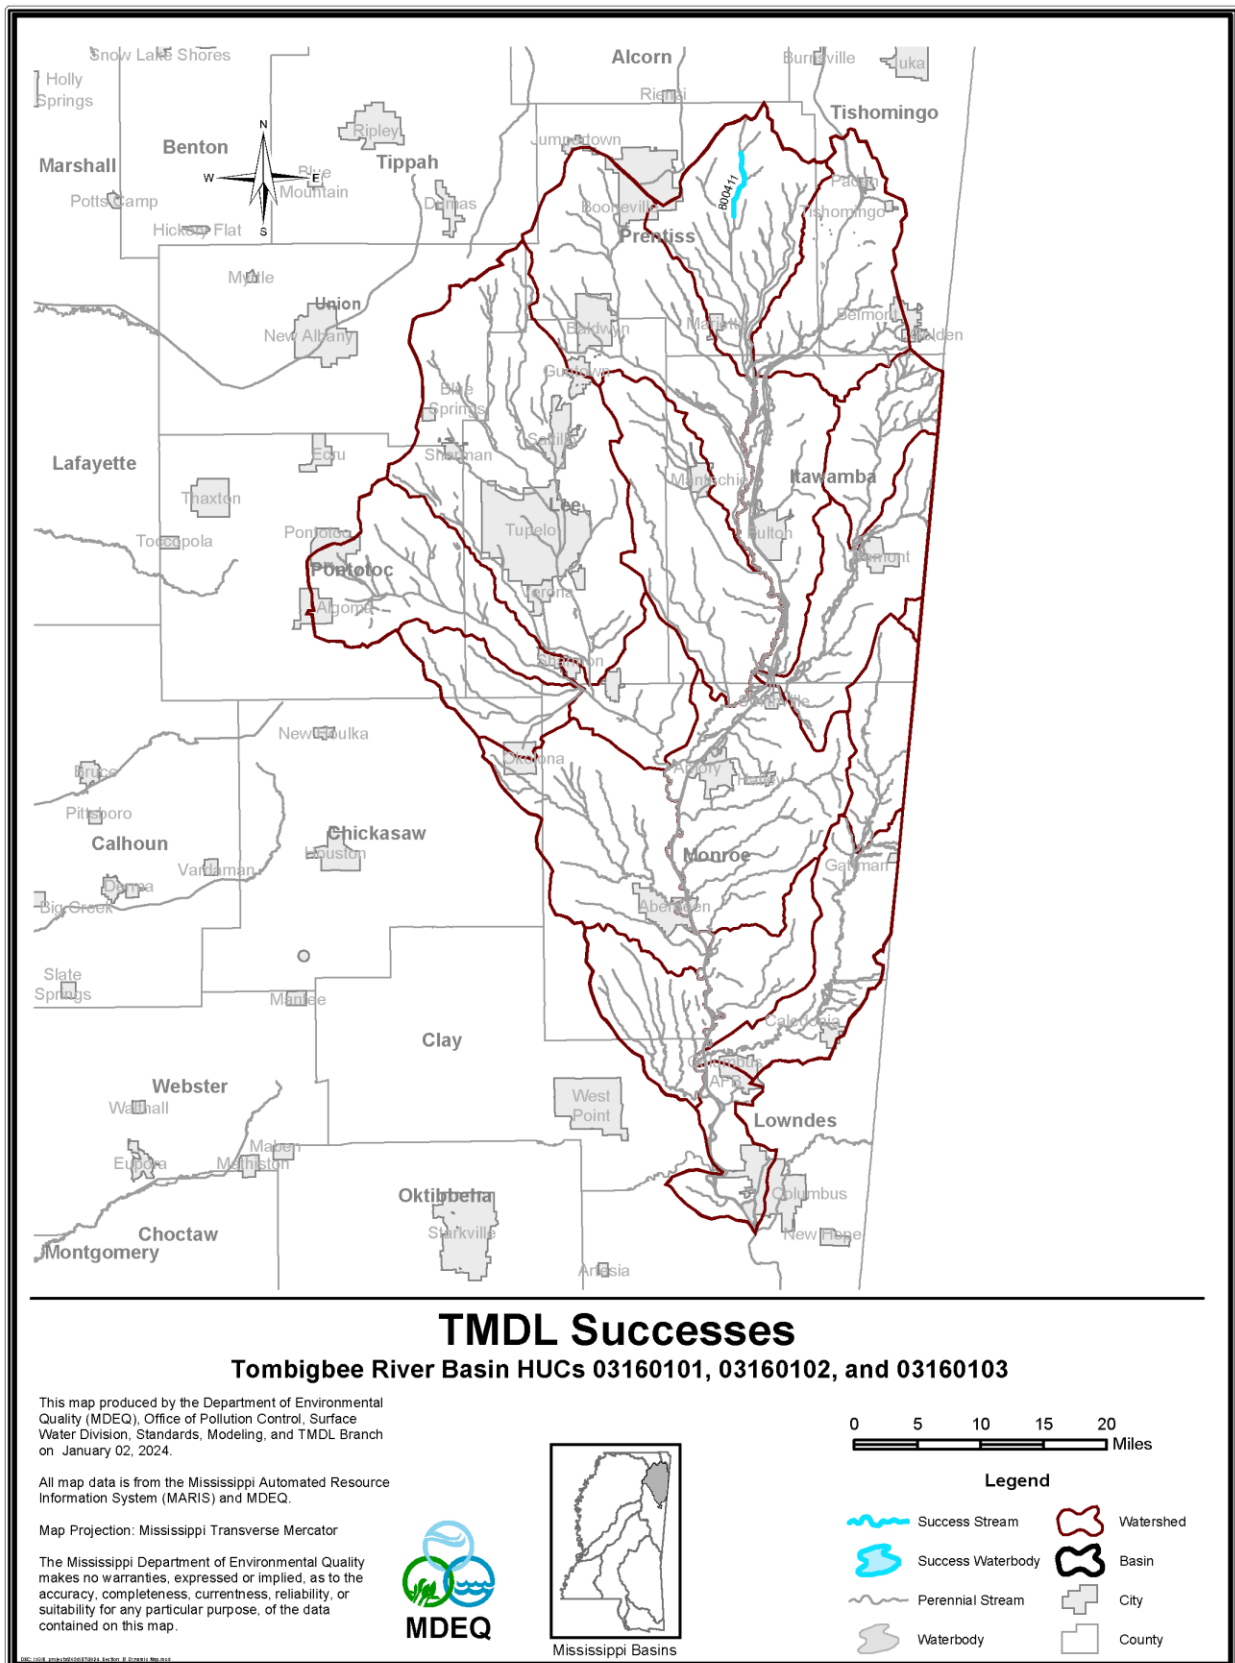 Snow Lake Shores
Alcorn
Burnsville
Iuka
Holly
Springs
Rienzi
Tishomingo
Benton
Ripley
Jumpertown
N
Marshall
Tippah
W
E
S
Blue
Mountain
Paden
Potts Camp
Dumas
Booneville
800411
Tishomingo
Hickory Flat
Prentiss
Myrtle
Union
New Albany
Baldwyn
Marietta
Belmont
Golden
Guntown
Blue
Springs
Saltillo
Ecru
Sherman
Lafayette
Mantachie
Itawamba
Thaxton
Lee
Tupelo
Fulton
Toccopola
Pontotoc
Tremont
Pontotoc
Algoma
Verona
Shannon
Smithville
New Houlka
Okolona
Bruce
Amory
Hatley
Pittsboro
Calhoun
Chickasaw
Houston
Monroe
Vardaman
Gattman
Derma
Big Creek
Aberdeen
Slate
Springs
Mantee
Caledonia
Clay
Columbus
AFB
Webster
West
Point
Walthall
Lowndes
Maben
Eupora
Mathiston
Oktibbeha
Columbus
Choctaw
Starkville
New Hope
Montgomery
Artesia
TMDL Successes
Tombigbee River Basin HUCs 03160101, 03160102, and 03160103
This map produced by the Department of Environmental
Quality (MDEQ), Office of Pollution Control, Surface
Water Division, Standards, Modeling, and TMDL Branch
on January 02, 2024.
All map data is from the Mississippi Automated Resource
Information System (MARIS) and MDEQ.
Map Projection: Mississippi Transverse Mercator
The Mississippi Department of Environmental Quality
makes no warranties, expressed or implied, as to the
accuracy, completeness, currentness, reliability, or
suitability for any particular purpose, of the data
contained on this map.
MDEQ
Mississippi Basins
0 5 10 15 20
Miles
Legend
Success Stream
Watershed
Success Waterbody
Basin
Perennial Stream
City
Waterbody
County